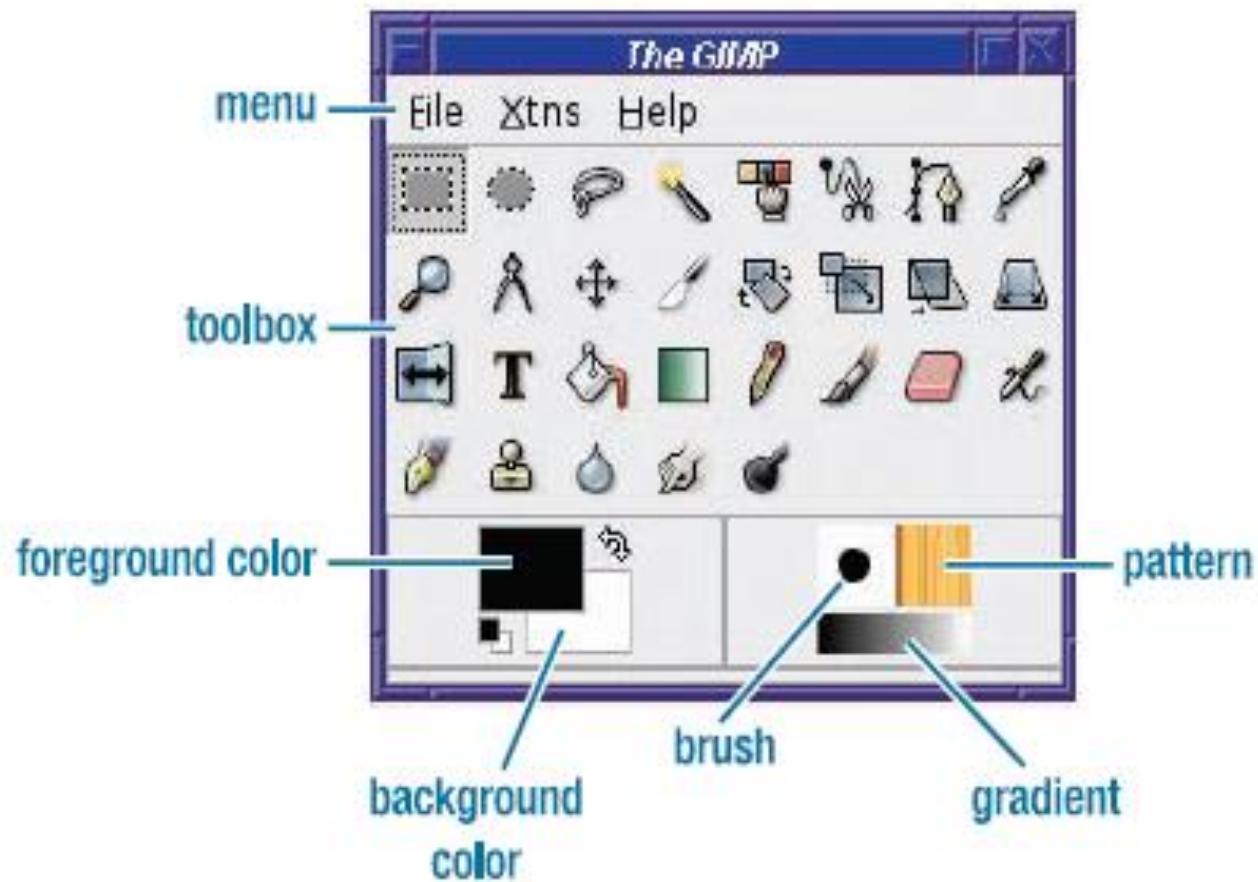 The GIMP
menu
File Xtns Help
toolbox
T
foreground color
pattern
brush
background
color
gradient